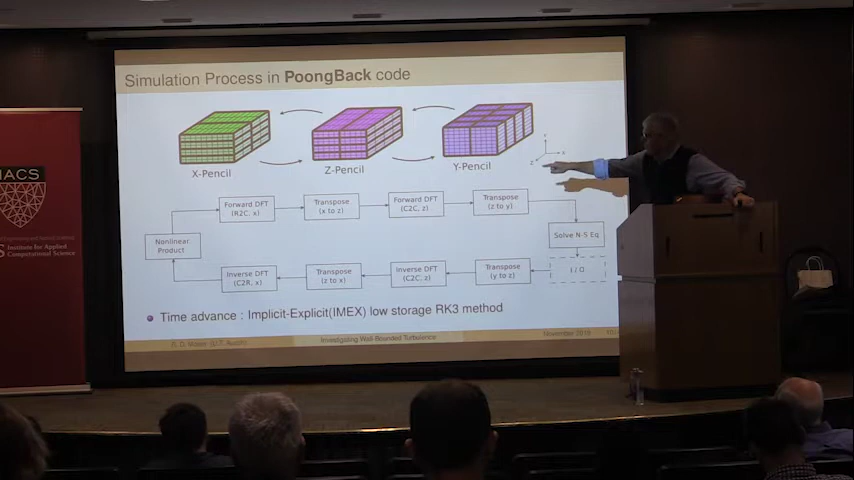 Simulation Process in PoongBack code
X-Pencil
Z-Pencil
Y-Pencil
Y
X
Z
Forward DFT
(R2C, x)
Transpose
(x to z)
Forward DFT
(C2C, z)
Transpose
(z to y)
Nonlinear
Product
Solve N-S Eq
Inverse DFT
(C2R, x)
Transpose
(z to x)
Inverse DFT
(C2C, z)
Transpose
(y to z)
I / O
Time advance : Implicit-Explicit(IMEX) low storage RK3 method
Investigating Wall-Bounded Turbulence
November
IACS
Institute for Applied
Computational Science